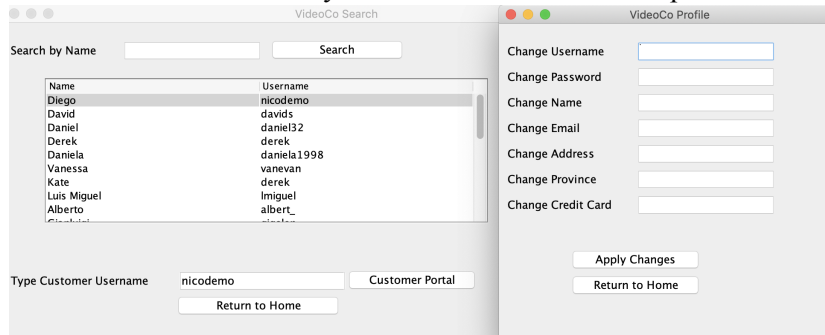 VideoCo Search
Search by Name
Search
Name Username
Diego nicodemo
David davids
Daniel daniel32
Derek derek
Daniela daniela1998
Vanessa vanevan
Kate derek
Luis Miguel lmiguel
Alberto albert_
Type Customer Username nicodemo Customer Portal
Return to Home
VideoCo Profile
Change Username
Change Password
Change Name
Change Email
Change Address
Change Province
Change Credit Card
Apply Changes
Return to Home